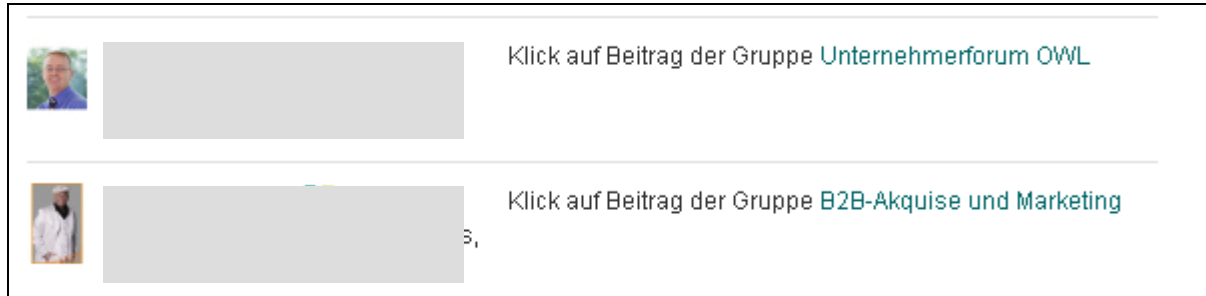 Klick auf Beitrag der Gruppe Unternehmerforum OWL
Klick auf Beitrag der Gruppe B2B-Akquise und Marketing
s,